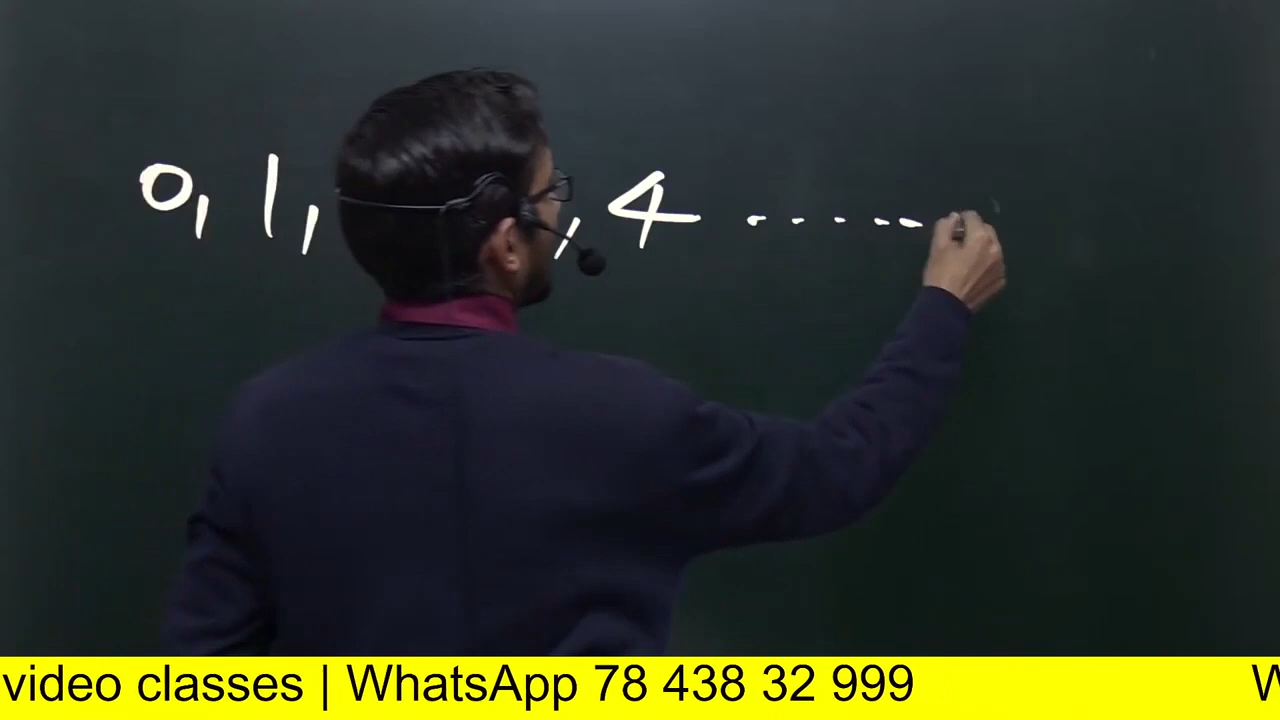 0, 1, , 4 ......
video classes | WhatsApp 78 438 32 999 W